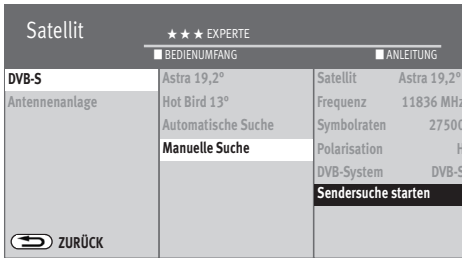 Satellit
★ ★ ★ EXPERTE
BEDIENUMFANG ANLEITUNG
DVB-S Astra 19,2° Satellit Astra 19,2°
Antennenanlage Hot Bird 13° Frequenz 11836 MHz
Automatische Suche Symbolraten 27500
Manuelle Suche Polarisation H
DVB-System DVB-S
Sendersuche starten
ZURÜCK